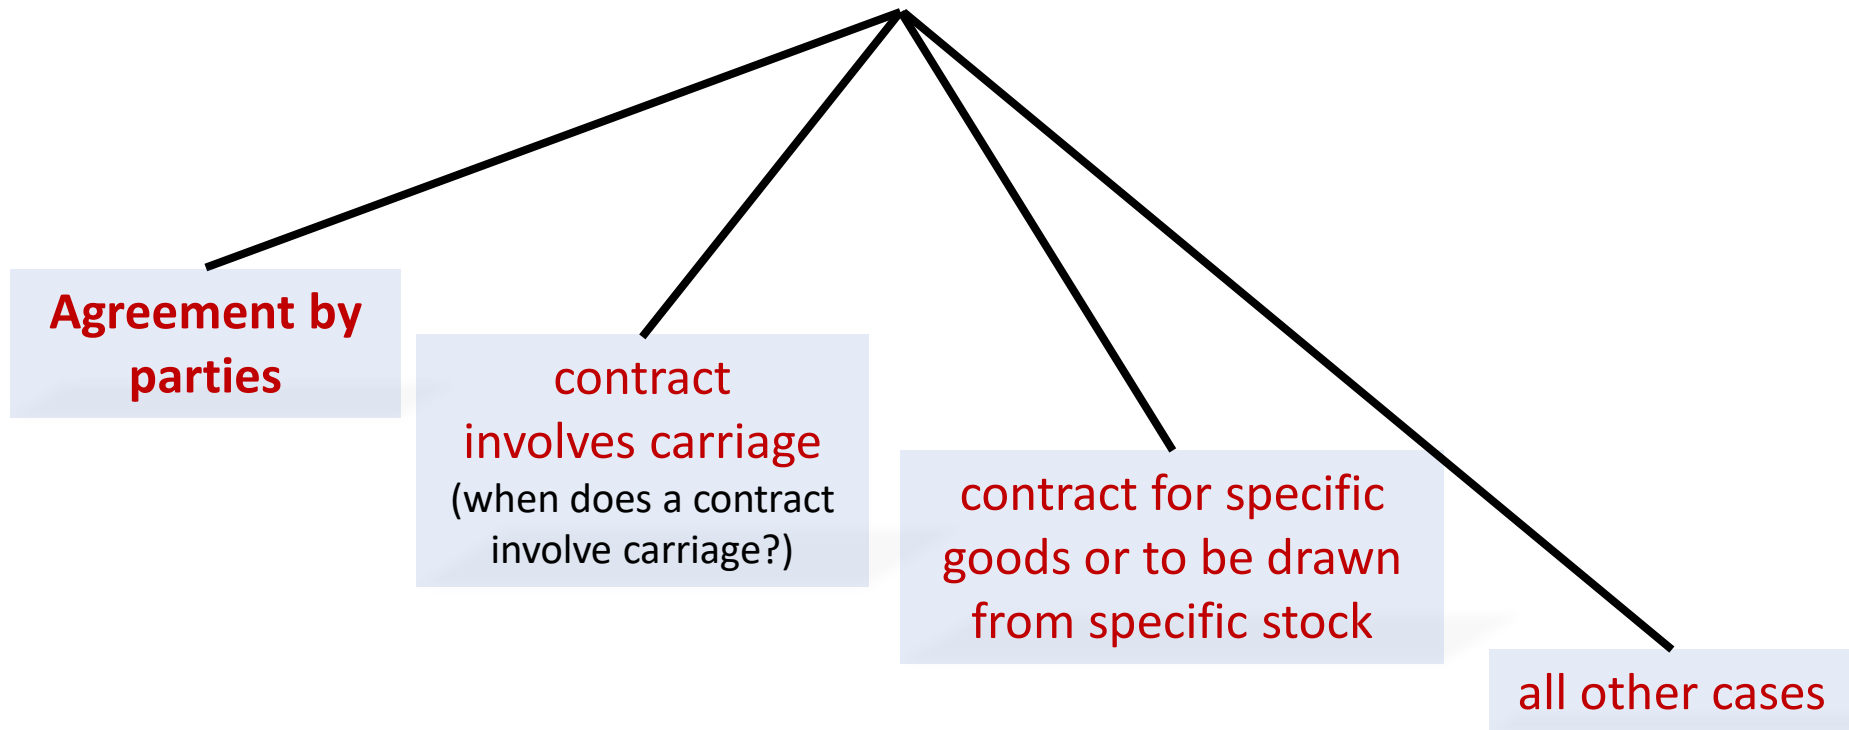 Agreement by
parties
contract
involves carriage
(when does a contract
involve carriage?)
contract for specific
goods or to be drawn
from specific stock
all other cases